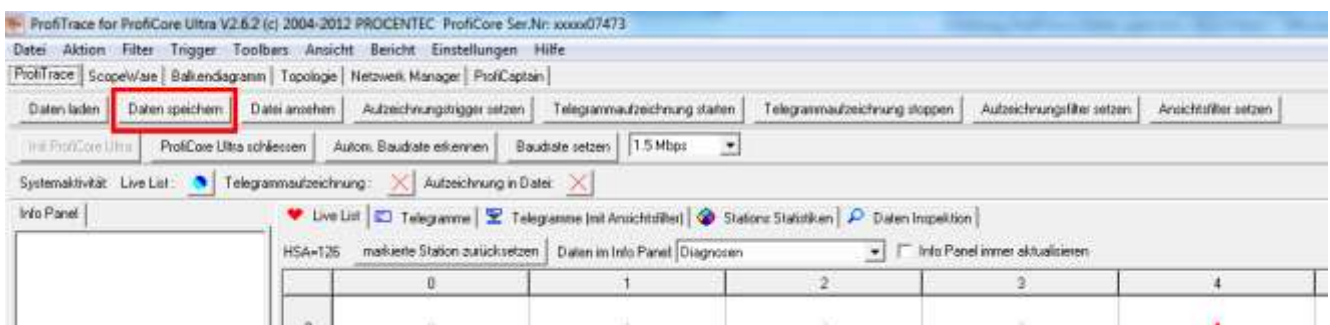 ProfiTrace for ProfiCore Ultra V2.6.2 (c) 2004-2012 PROCENTEC ProfiCore Ser.Nr: xxxxx07473
Datei Aktion Filter Trigger Toolbars Ansicht Bericht Einstellungen Hilfe
ProfiTrace ScopeWare Balkendiagramm Topologie Netzwerk Manager ProfiCaptain
Daten laden Daten speichern Datei ansehen Aufzeichnungstrigger setzen Telegrammaufzeichnung starten Telegrammaufzeichnung stoppen Aufzeichnungsfilter setzen Ansichtsfilter setzen
Init ProfiCore Ultra ProfiCore Ultra schliessen Autom. Baudrate erkennen Baudrate setzen 1.5 Mbps
Systemaktivität: Live List: Telegrammaufzeichnung: Aufzeichnung in Datei:
Info Panel Live List Telegramme Telegramme (mit Ansichtsfilter) Stations Statistiken Daten Inspektion
HSA=126 markierte Station zurücksetzen Daten im Info Panel Diagnosen Info Panel immer aktualisieren
0 1 2 3 4